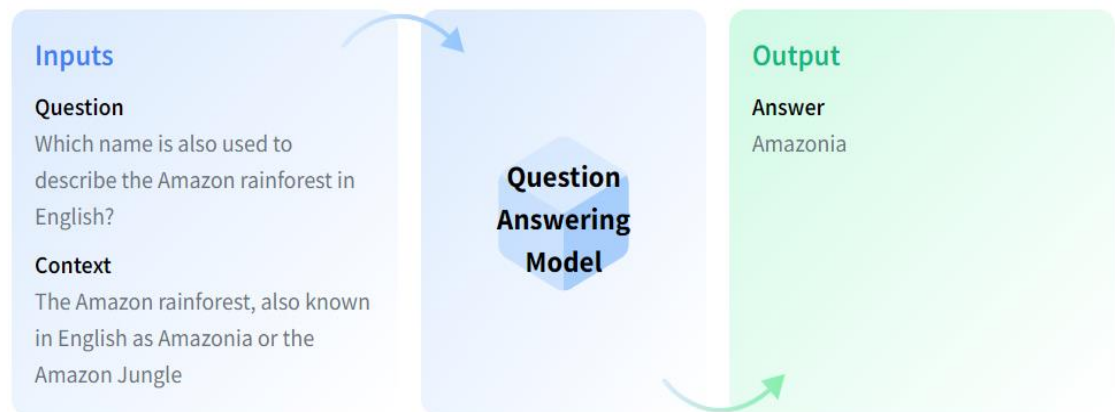 Inputs
Question
Which name is also used to
describe the Amazon rainforest in
English?
Context
The Amazon rainforest, also known
in English as Amazonia or the
Amazon Jungle
Question
Answering
Model
Output
Answer
Amazonia